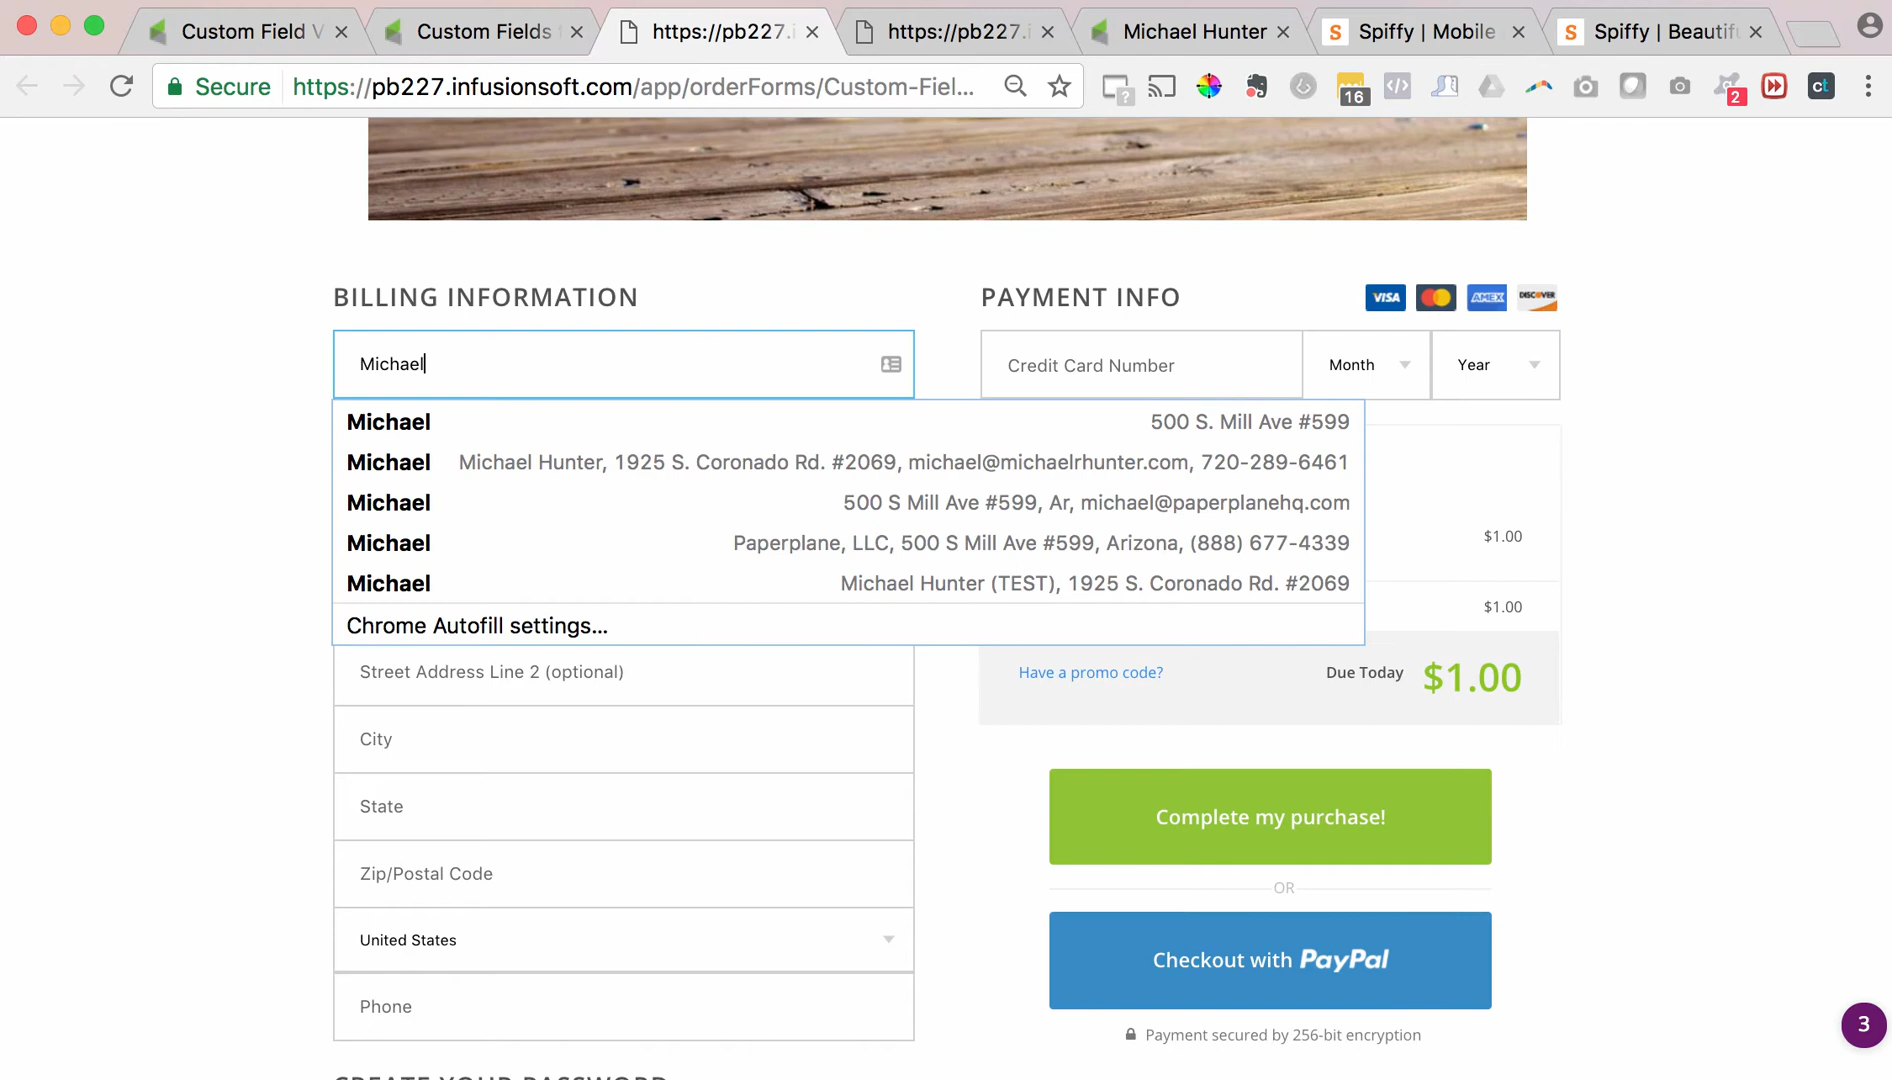 Custom Field V
Custom Fields f
https://pb227.i
https://pb227.i
Michael Hunter
Spiffy | Mobile
Spiffy | Beautifu
Secure
https://pb227.infusionsoft.com/app/orderForms/Custom-Fiel...
16
2
ct
BILLING INFORMATION
PAYMENT INFO
VISA
AMEX
DISCOVER
Michael
Credit Card Number
Month
Year
Michael 500 S. Mill Ave #599
Michael Michael Hunter, 1925 S. Coronado Rd. #2069, michael@michaelrhunter.com, 720-289-6461
Michael 500 S Mill Ave #599, Ar, michael@paperplanehq.com
Michael Paperplane, LLC, 500 S Mill Ave #599, Arizona, (888) 677-4339
Michael Michael Hunter (TEST), 1925 S. Coronado Rd. #2069
Chrome Autofill settings...
$1.00
$1.00
Street Address Line 2 (optional)
Have a promo code?
Due Today
$1.00
City
State
Zip/Postal Code
United States
Phone
Complete my purchase!
OR
Checkout with PayPal
Payment secured by 256-bit encryption
3
CREATE YOUR PASSWORD